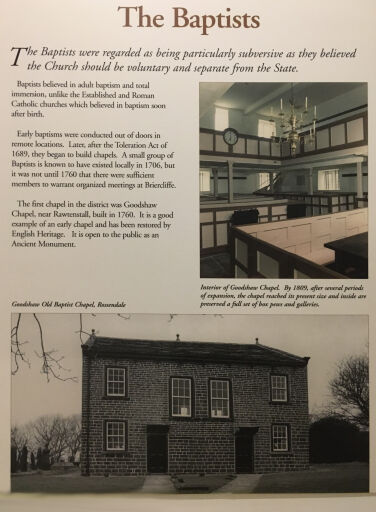 The Baptists
The Baptists were regarded as being particularly subversive as they believed
the Church should be voluntary and separate from the State.
Baptists believed in adult baptism and total
immersion, unlike the Established and Roman
Catholic churches which believed in baptism soon
after birth.
Early baptisms were conducted out of doors in
remote locations. Later, after the Toleration Act of
1689, they began to build chapels. A small group of
Baptists is known to have existed locally in 1706, but
it was not until 1760 that there were sufficient
members to warrant organized meetings at Briercliffe.
The first chapel in the district was Goodshaw
Chapel, near Rawtenstall, built in 1760. It is a good
example of an early chapel and has been restored by
English Heritage. It is open to the public as an
Ancient Monument.
Interior of Goodshaw Chapel. By 1809, after several periods
of expansion, the chapel reached its present size and inside are
preserved a full set of box pews and galleries.
Goodshaw Old Baptist Chapel, Rossendale